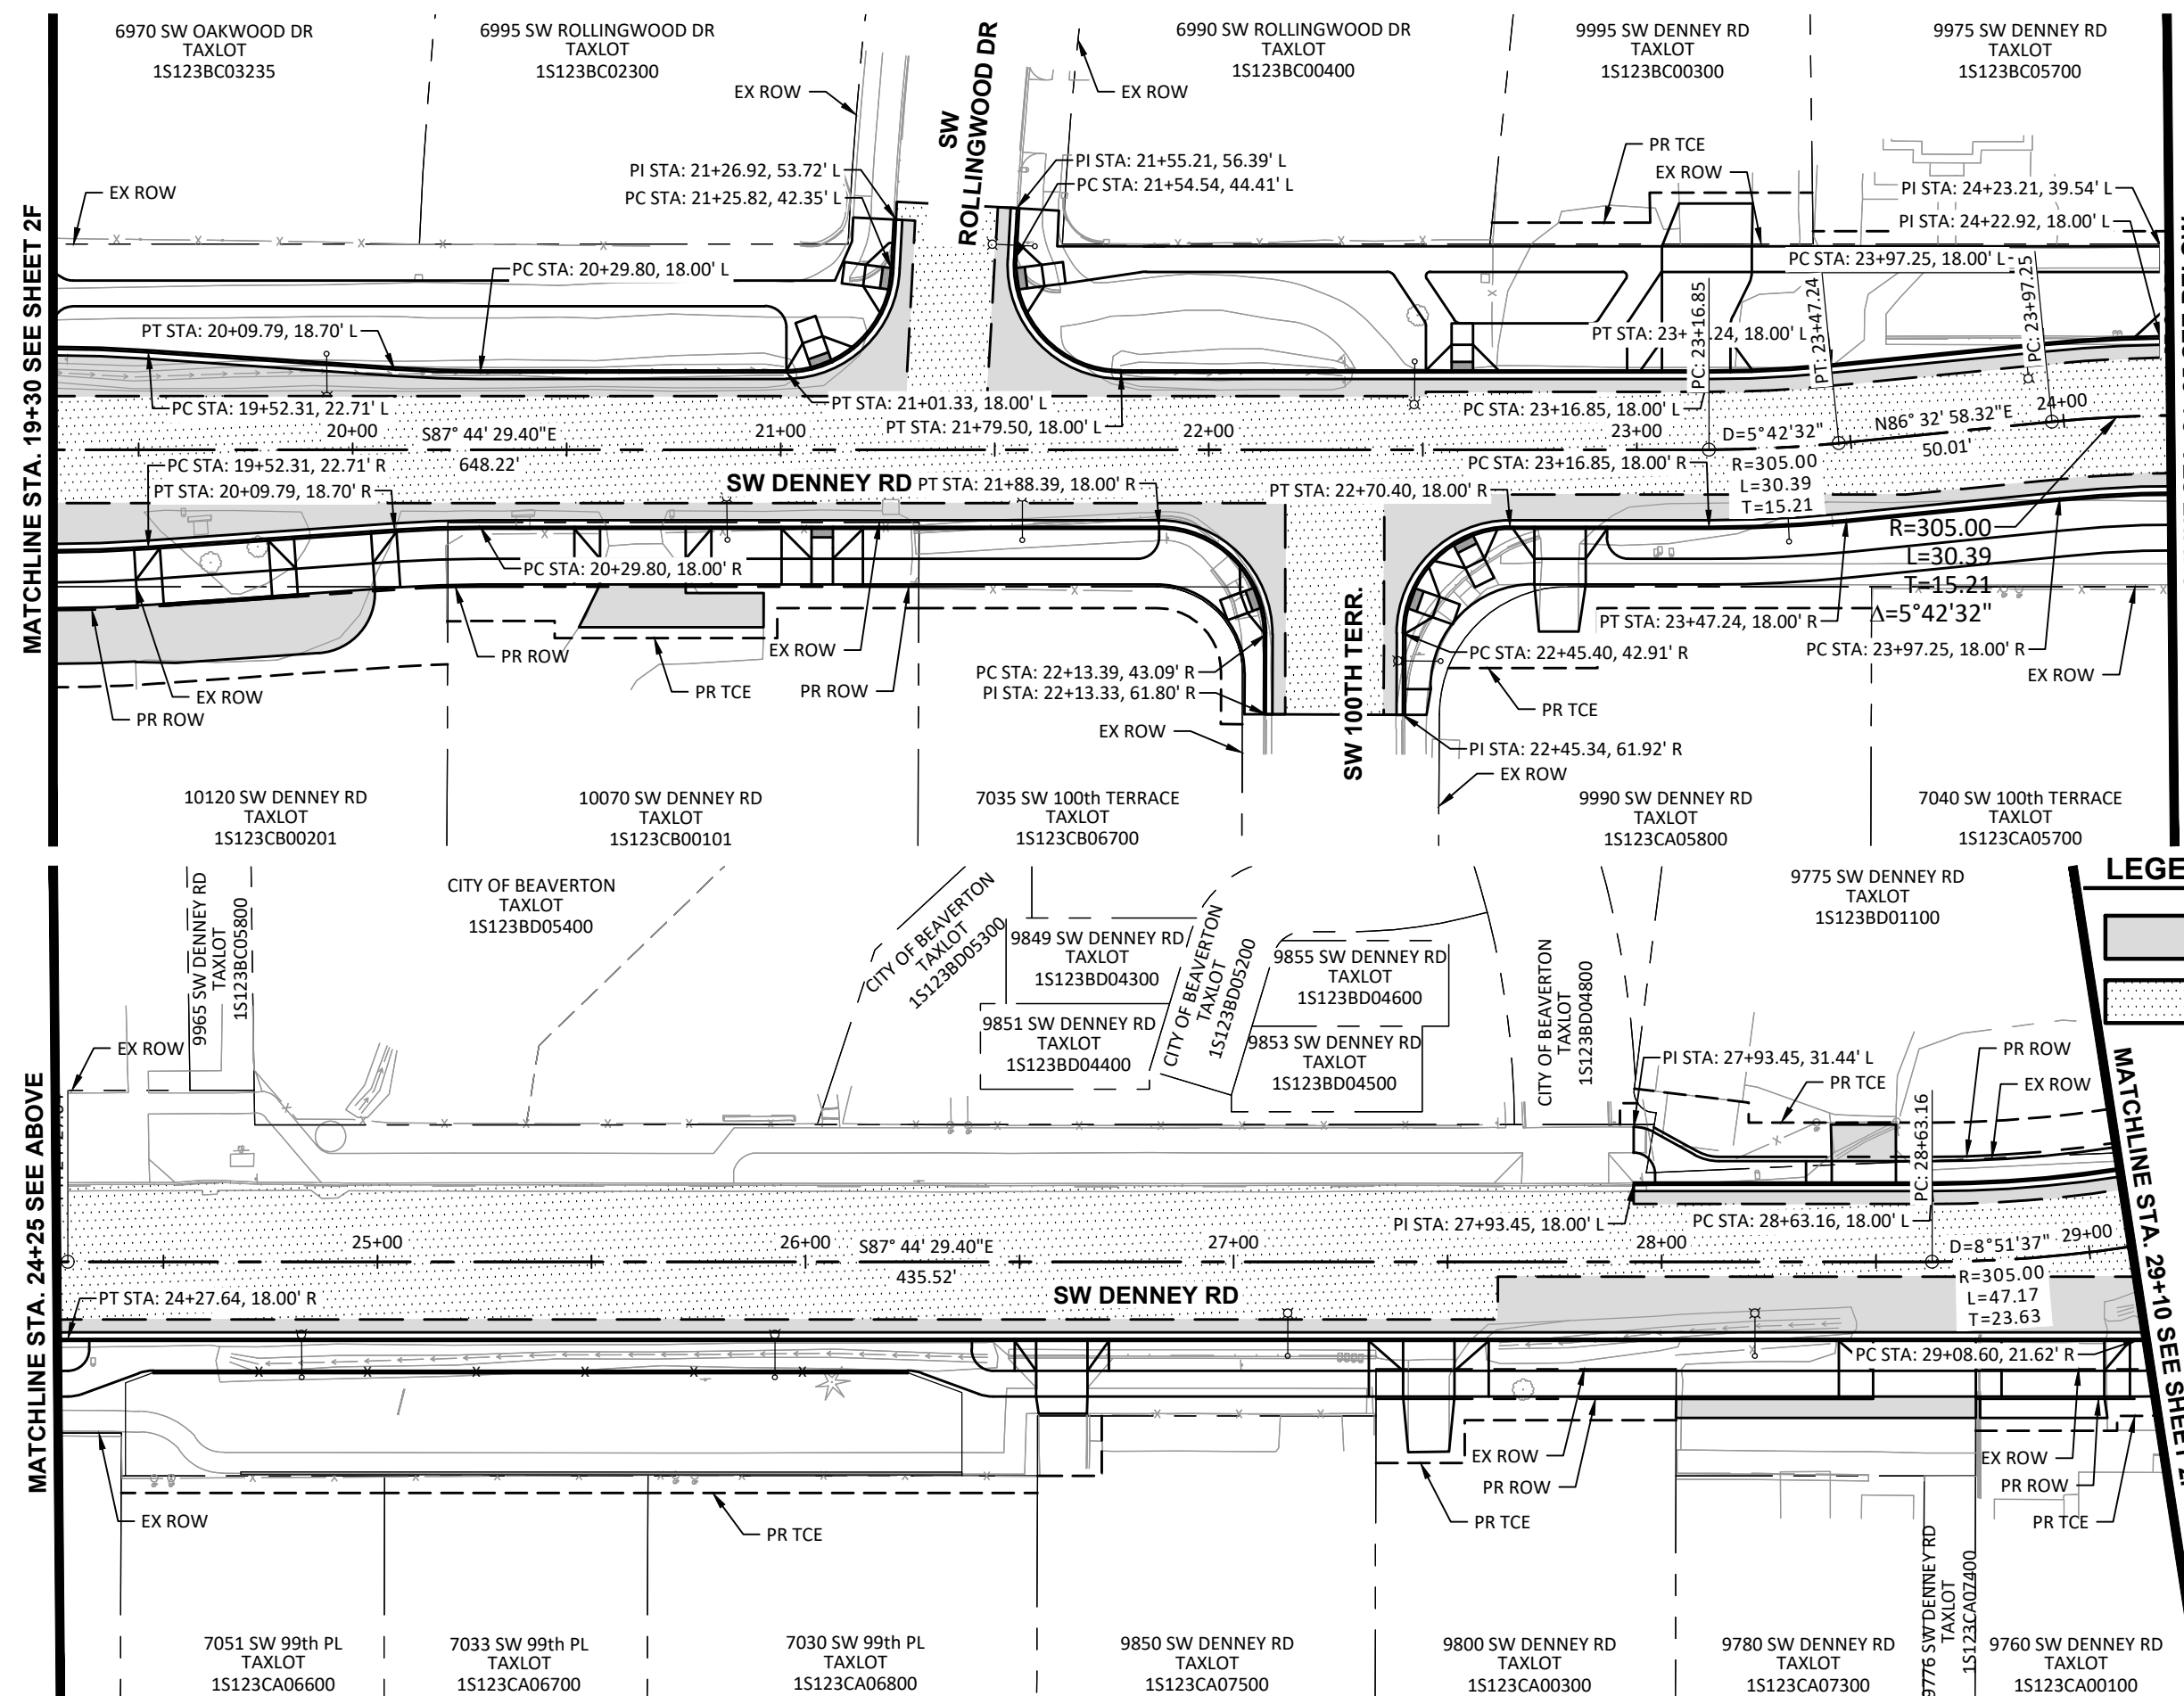 6970 SW OAKWOOD DR
TAXLOT
1S123BC03235
6995 SW ROLLINGWOOD DR
TAXLOT
1S123BC02300
EX ROW
SW
ROLLINGWOOD DR
EX ROW
6990 SW ROLLINGWOOD DR
TAXLOT
1S123BC00400
9995 SW DENNEY RD
TAXLOT
1S123BC00300
9975 SW DENNEY RD
TAXLOT
1S123BC05700
MATCHLINE STA. 19+30 SEE SHEET 2F
EX ROW
PI STA: 21+26.92, 53.72' L
PC STA: 21+25.82, 42.35' L
PI STA: 21+55.21, 56.39' L
PC STA: 21+54.54, 44.41' L
PR TCE
EX ROW
PI STA: 24+23.21, 39.54' L
PI STA: 24+22.92, 18.00' L
PC STA: 23+97.25, 18.00' L
PC STA: 20+29.80, 18.00' L
PT STA: 20+09.79, 18.70' L
PC STA: 19+52.31, 22.71' L
PT STA: 21+01.33, 18.00' L
PT STA: 21+79.50, 18.00' L
PC STA: 23+16.85, 18.00' L
PC: 23+16.85
PT: 23+47.24
PC: 23+97.25
20+00
S87° 44' 29.40"E
648.22'
21+00
22+00
23+00
D=5°42'32"
R=305.00
L=30.39
T=15.21
N86° 32' 58.32"E
50.01'
24+00
PC STA: 19+52.31, 22.71' R
PT STA: 20+09.79, 18.70' R
SW DENNEY RD
PT STA: 21+88.39, 18.00' R
PT STA: 22+70.40, 18.00' R
PC STA: 23+16.85, 18.00' R
R=305.00
L=30.39
T=15.21
Δ=5°42'32"
PC STA: 20+29.80, 18.00' R
PT STA: 23+47.24, 18.00' R
PC STA: 23+97.25, 18.00' R
EX ROW
PR ROW
EX ROW
PR ROW
PR TCE
EX ROW
PR ROW
PC STA: 22+13.39, 43.09' R
PI STA: 22+13.33, 61.80' R
EX ROW
SW 100TH TERR.
PC STA: 22+45.40, 42.91' R
PR TCE
PI STA: 22+45.34, 61.92' R
EX ROW
10120 SW DENNEY RD
TAXLOT
1S123CB00201
10070 SW DENNEY RD
TAXLOT
1S123CB00101
7035 SW 100th TERRACE
TAXLOT
1S123CB06700
9990 SW DENNEY RD
TAXLOT
1S123CA05800
7040 SW 100th TERRACE
TAXLOT
1S123CA05700
MATCHLINE STA. 24+25 SEE ABOVE
9965 SW DENNEY RD
TAXLOT
1S123BC05800
CITY OF BEAVERTON
TAXLOT
1S123BD05400
CITY OF BEAVERTON
TAXLOT
1S123BD05300
9849 SW DENNEY RD
TAXLOT
1S123BD04300
9851 SW DENNEY RD
TAXLOT
1S123BD04400
CITY OF BEAVERTON
TAXLOT
1S123BD05200
9855 SW DENNEY RD
TAXLOT
1S123BD04600
9853 SW DENNEY RD
TAXLOT
1S123BD04500
CITY OF BEAVERTON
TAXLOT
1S123BD04800
9775 SW DENNEY RD
TAXLOT
1S123BD01100
EX ROW
PI STA: 27+93.45, 31.44' L
PR TCE
PR ROW
EX ROW
PC: 28+63.16
PI STA: 27+93.45, 18.00' L
PC STA: 28+63.16, 18.00' L
25+00
26+00
S87° 44' 29.40"E
435.52'
27+00
28+00
D=8°51'37"
R=305.00
L=47.17
T=23.63
29+00
PT STA: 24+27.64, 18.00' R
SW DENNEY RD
PC STA: 29+08.60, 21.62' R
EX ROW
PR TCE
EX ROW
PR ROW
PR TCE
EX ROW
PR ROW
PR TCE
MATCHLINE STA. 29+10 SEE SHEET
7051 SW 99th PL
TAXLOT
1S123CA06600
7033 SW 99th PL
TAXLOT
1S123CA06700
7030 SW 99th PL
TAXLOT
1S123CA06800
9850 SW DENNEY RD
TAXLOT
1S123CA07500
9800 SW DENNEY RD
TAXLOT
1S123CA00300
9780 SW DENNEY RD
TAXLOT
1S123CA07300
9776 SW DENNEY RD
TAXLOT
1S123CA07400
9760 SW DENNEY RD
TAXLOT
1S123CA00100